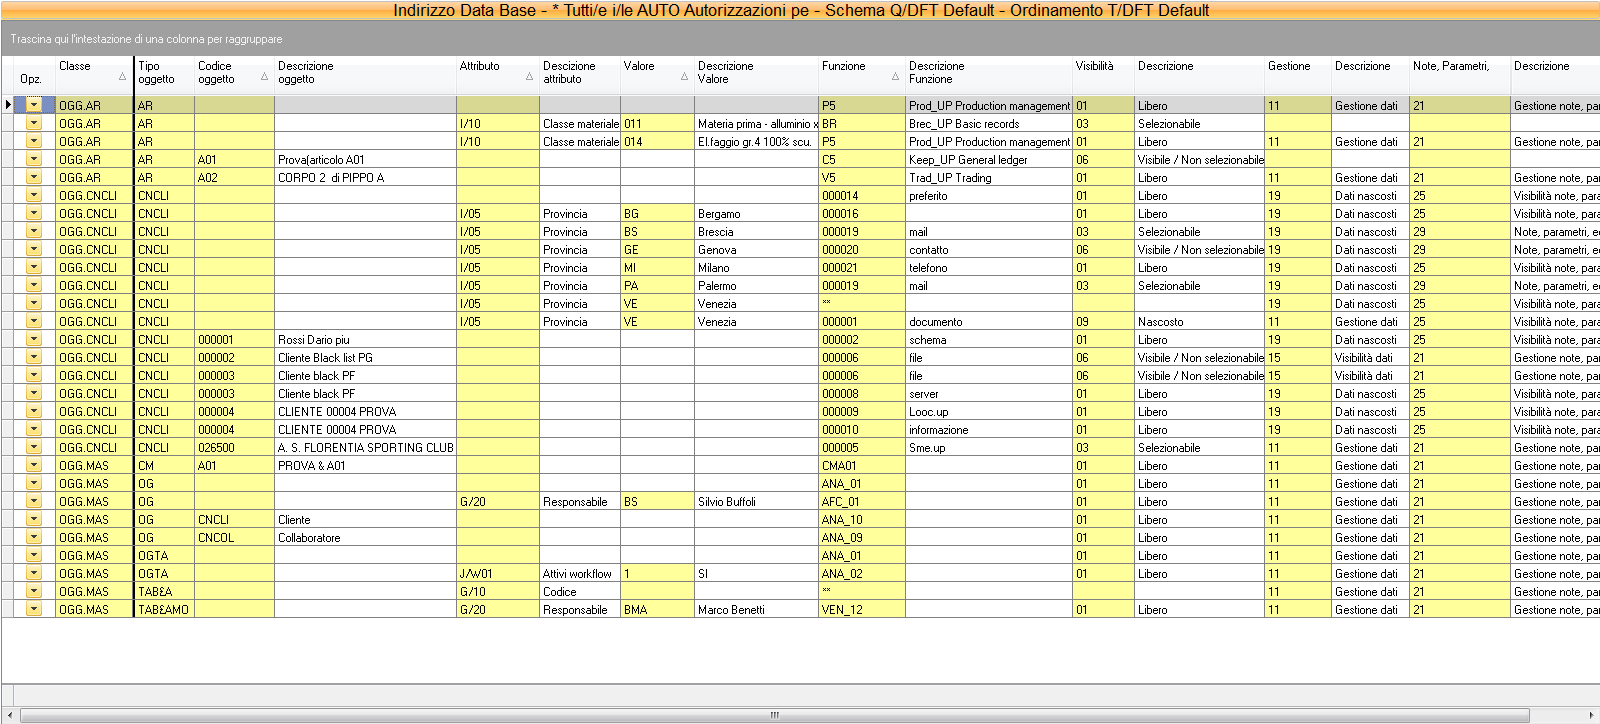 Indirizzo Data Base - * Tutti/e i/le AUTO Autorizzazioni pe - Schema Q/DFT Default - Ordinamento T/DFT Default
Trascina qui l'intestazione di una colonna per raggruppare
Opz. Classe Tipo oggetto Codice oggetto Descrizione oggetto Attributo Descizione attributo Valore Descrizione Valore Funzione Descrizione Funzione Visibilità Descrizione Gestione Descrizione Note, Parametri, Descrizione
OGG.AR AR P5 Prod_UP Production management 01 Libero 11 Gestione dati 21 Gestione note, par
OGG.AR AR I/10 Classe materiale 011 Materia prima - alluminio x BR Brec_UP Basic records 03 Selezionabile
OGG.AR AR I/10 Classe materiale 014 El.faggio gr.4 100% scu. P5 Prod_UP Production management 01 Libero 11 Gestione dati 21 Gestione note, par
OGG.AR AR A01 Prova(articolo A01 C5 Keep_UP General ledger 06 Visibile / Non selezionabile
OGG.AR AR A02 CORPO 2 di PIPPO A V5 Trad_UP Trading 01 Libero 11 Gestione dati 21 Gestione note, par
OGG.CNCLI CNCLI 000014 preferito 01 Libero 19 Dati nascosti 25 Visibilità note, para
OGG.CNCLI CNCLI I/05 Provincia BG Bergamo 000016 01 Libero 19 Dati nascosti 25 Visibilità note, para
OGG.CNCLI CNCLI I/05 Provincia BS Brescia 000019 mail 03 Selezionabile 19 Dati nascosti 29 Note, parametri, ec
OGG.CNCLI CNCLI I/05 Provincia GE Genova 000020 contatto 06 Visibile / Non selezionabile 19 Dati nascosti 29 Note, parametri, ec
OGG.CNCLI CNCLI I/05 Provincia MI Milano 000021 telefono 01 Libero 19 Dati nascosti 25 Visibilità note, para
OGG.CNCLI CNCLI I/05 Provincia PA Palermo 000019 mail 03 Selezionabile 19 Dati nascosti 29 Note, parametri, ec
OGG.CNCLI CNCLI I/05 Provincia VE Venezia ** 19 Dati nascosti 25 Visibilità note, para
OGG.CNCLI CNCLI I/05 Provincia VE Venezia 000001 documento 09 Nascosto 11 Gestione dati 25 Visibilità note, para
OGG.CNCLI CNCLI 000001 Rossi Dario piu 000002 schema 01 Libero 19 Dati nascosti 25 Visibilità note, para
OGG.CNCLI CNCLI 000002 Cliente Black list PG 000006 file 06 Visibile / Non selezionabile 15 Visibilità dati 21 Gestione note, par
OGG.CNCLI CNCLI 000003 Cliente black PF 000006 file 06 Visibile / Non selezionabile 15 Visibilità dati 21 Gestione note, par
OGG.CNCLI CNCLI 000003 Cliente black PF 000008 server 01 Libero 19 Dati nascosti 25 Visibilità note, para
OGG.CNCLI CNCLI 000004 CLIENTE 00004 PROVA 000009 Looc.up 01 Libero 19 Dati nascosti 25 Visibilità note, para
OGG.CNCLI CNCLI 000004 CLIENTE 00004 PROVA 000010 informazione 01 Libero 19 Dati nascosti 25 Visibilità note, para
OGG.CNCLI CNCLI 026500 A. S. FLORENTIA SPORTING CLUB 000005 Sme.up 03 Selezionabile 11 Gestione dati 21 Gestione note, par
OGG.MAS CM A01 PROVA & A01 CMA01 01 Libero 11 Gestione dati 21 Gestione note, par
OGG.MAS OG ANA_01 01 Libero 11 Gestione dati 21 Gestione note, par
OGG.MAS OG G/20 Responsabile BS Silvio Buffoli AFC_01 01 Libero 11 Gestione dati 21 Gestione note, par
OGG.MAS OG CNCLI Cliente ANA_10 01 Libero 11 Gestione dati 21 Gestione note, par
OGG.MAS OG CNCOL Collaboratore ANA_09 01 Libero 11 Gestione dati 21 Gestione note, par
OGG.MAS OGTA ANA_01 01 Libero 11 Gestione dati 21 Gestione note, par
OGG.MAS OGTA J/W01 Attivi workflow 1 SI ANA_02 01 Libero 11 Gestione dati 21 Gestione note, par
OGG.MAS TAB£A G/10 Codice ** 11 Gestione dati 21 Gestione note, par
OGG.MAS TAB£AMO G/20 Responsabile BMA Marco Benetti VEN_12 01 Libero 11 Gestione dati 21 Gestione note, par